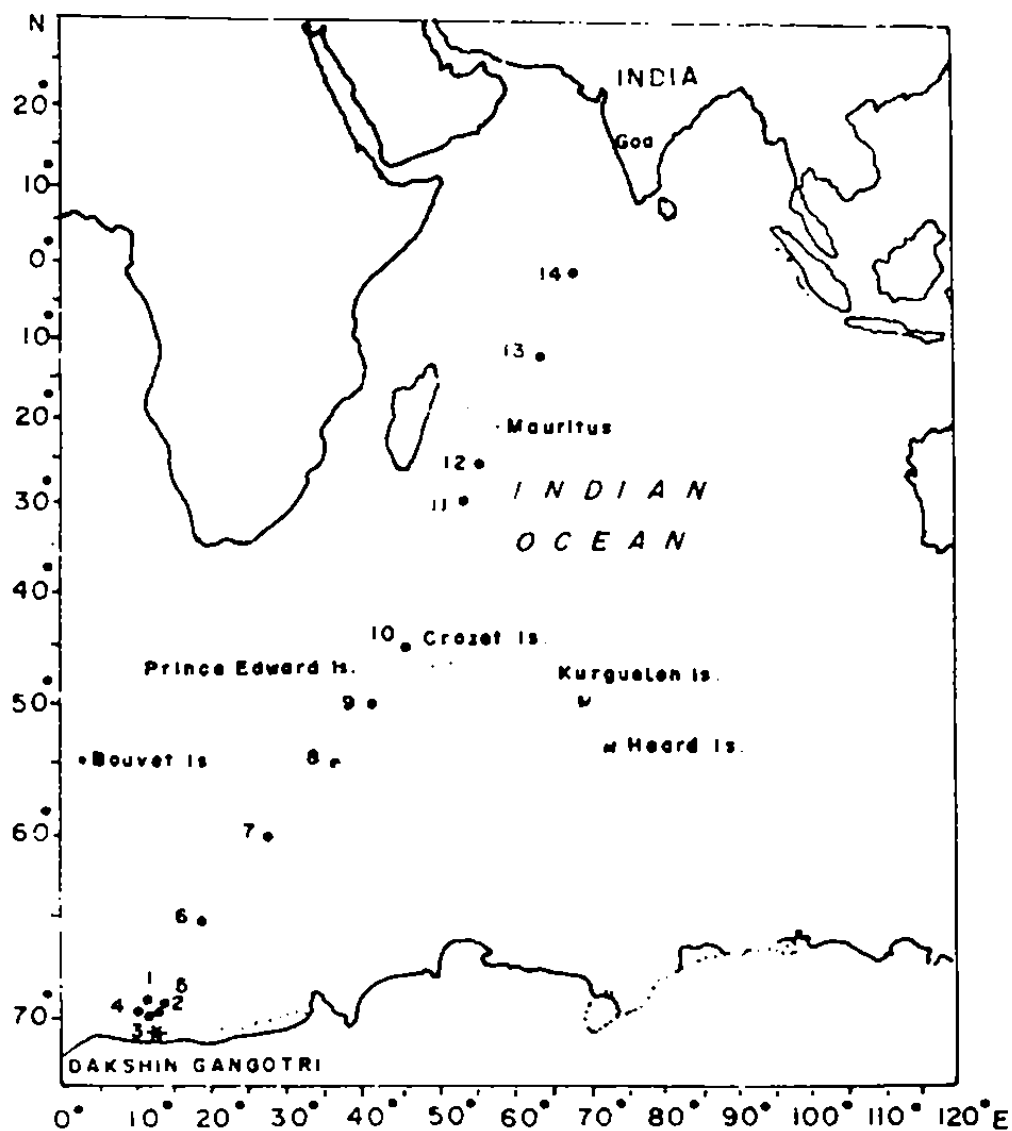 N
INDIA
20°
Goa
10°
0°
14
10°
13
20°
Mauritus
12
30°
11
INDIAN
OCEAN
40°
10
Crozet Is.
Prince Edward Is.
Kurguelen Is.
50°
9
Heard Is.
Bouvet Is
8
60°
7
6
1
5
4
2
70°
3
DAKSHIN GANGOTRI
0° 10° 20° 30° 40° 50° 60° 70° 80° 90° 100° 110° 120° E